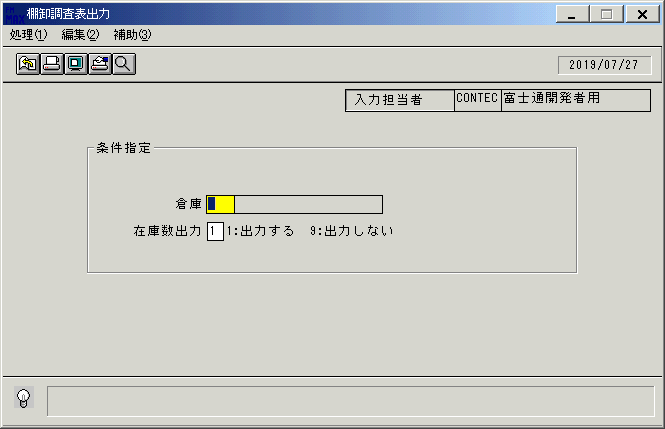 棚卸調査表出力
処理(1) 編集(2) 補助(3)
2019/07/27
入力担当者 CONTEC 富士通開発者用
条件指定
倉庫
在庫数出力 1 1:出力する 9:出力しない